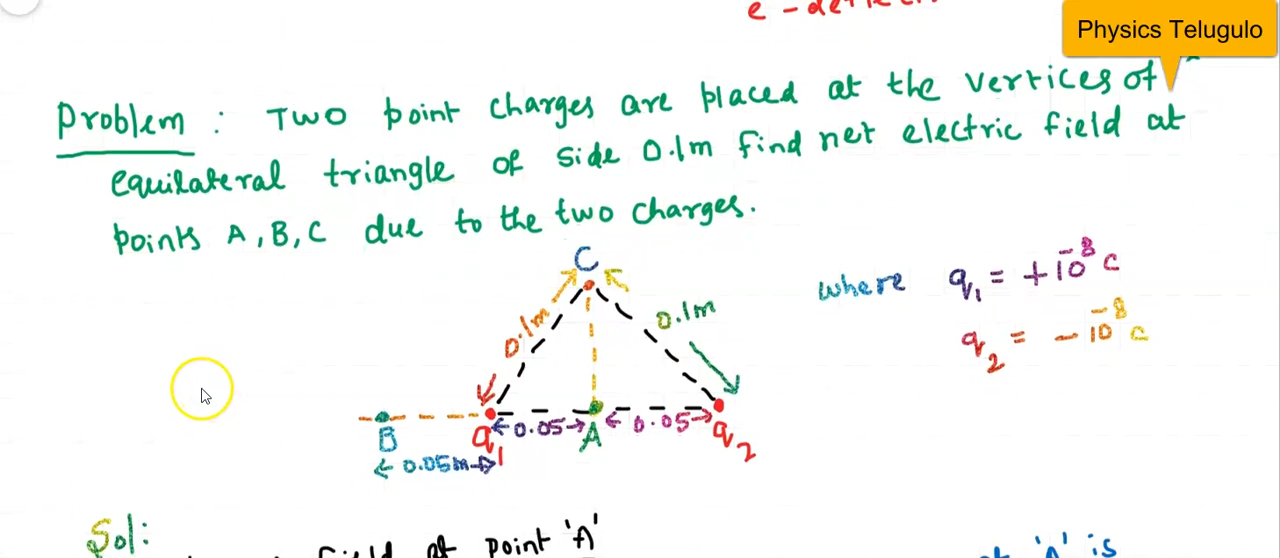 Physics Telugulo
Problem : Two point charges are placed at the vertices of
equilateral triangle of side 0.1m find net electric field at
points A, B, C due to the two charges.
C
0.1m
0.1m
where q₁ = +10⁻⁸ C
q₂ = -10⁻⁸ C
B
q₁
0.05
A
0.05
q₂
0.05m
Sol:
field at point 'A'
at 'A' is